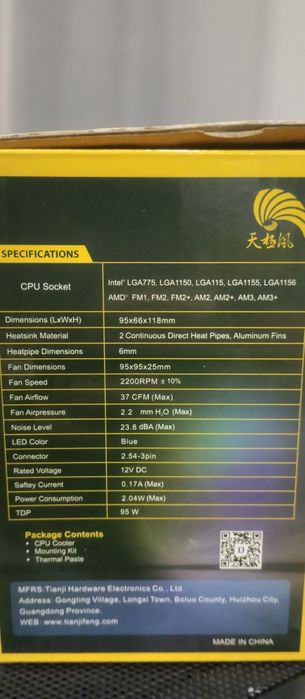 天极风
SPECIFICATIONS
CPU Socket
Intel® LGA775, LGA1150, LGA115, LGA1155, LGA1156
AMD® FM1, FM2, FM2+, AM2, AM2+, AM3, AM3+
Dimensions (LxWxH) 95x66x118mm
Heatsink Material 2 Continuous Direct Heat Pipes, Aluminum Fins
Heatpipe Dimensions 6mm
Fan Dimensions 95x95x25mm
Fan Speed 2200RPM ± 10%
Fan Airflow 37 CFM (Max)
Fan Airpressure 2.2 mm H₂O (Max)
Noise Level 23.8 dBA (Max)
LED Color Blue
Connector 2.54-3pin
Rated Voltage 12V DC
Saftey Current 0.17A (Max)
Power Consumption 2.04W (Max)
TDP 95 W
Package Contents
• CPU Cooler
• Mounting Kit
• Thermal Paste
MFRS:Tianji Hardware Electronics Co., Ltd.
Address: Gongting Village, Longxi Town, Boluo County, Huizhou City,
Guangdong Province.
WEB: www.tianjifeng.com
MADE IN CHINA